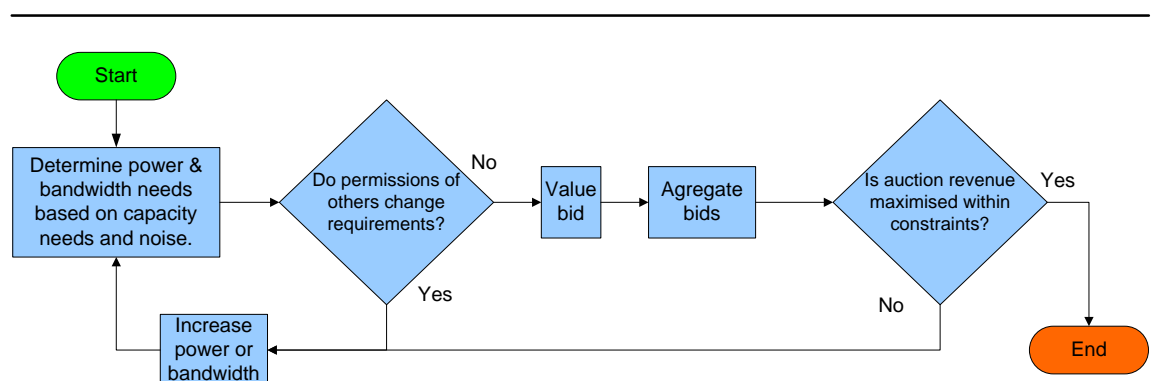 Start
Determine power &
bandwidth needs
based on capacity
needs and noise.
Do permissions of
others change
requirements?
No
Yes
Value
bid
Agregate
bids
Is auction revenue
maximised within
constraints?
Yes
No
Increase
power or
bandwidth
End